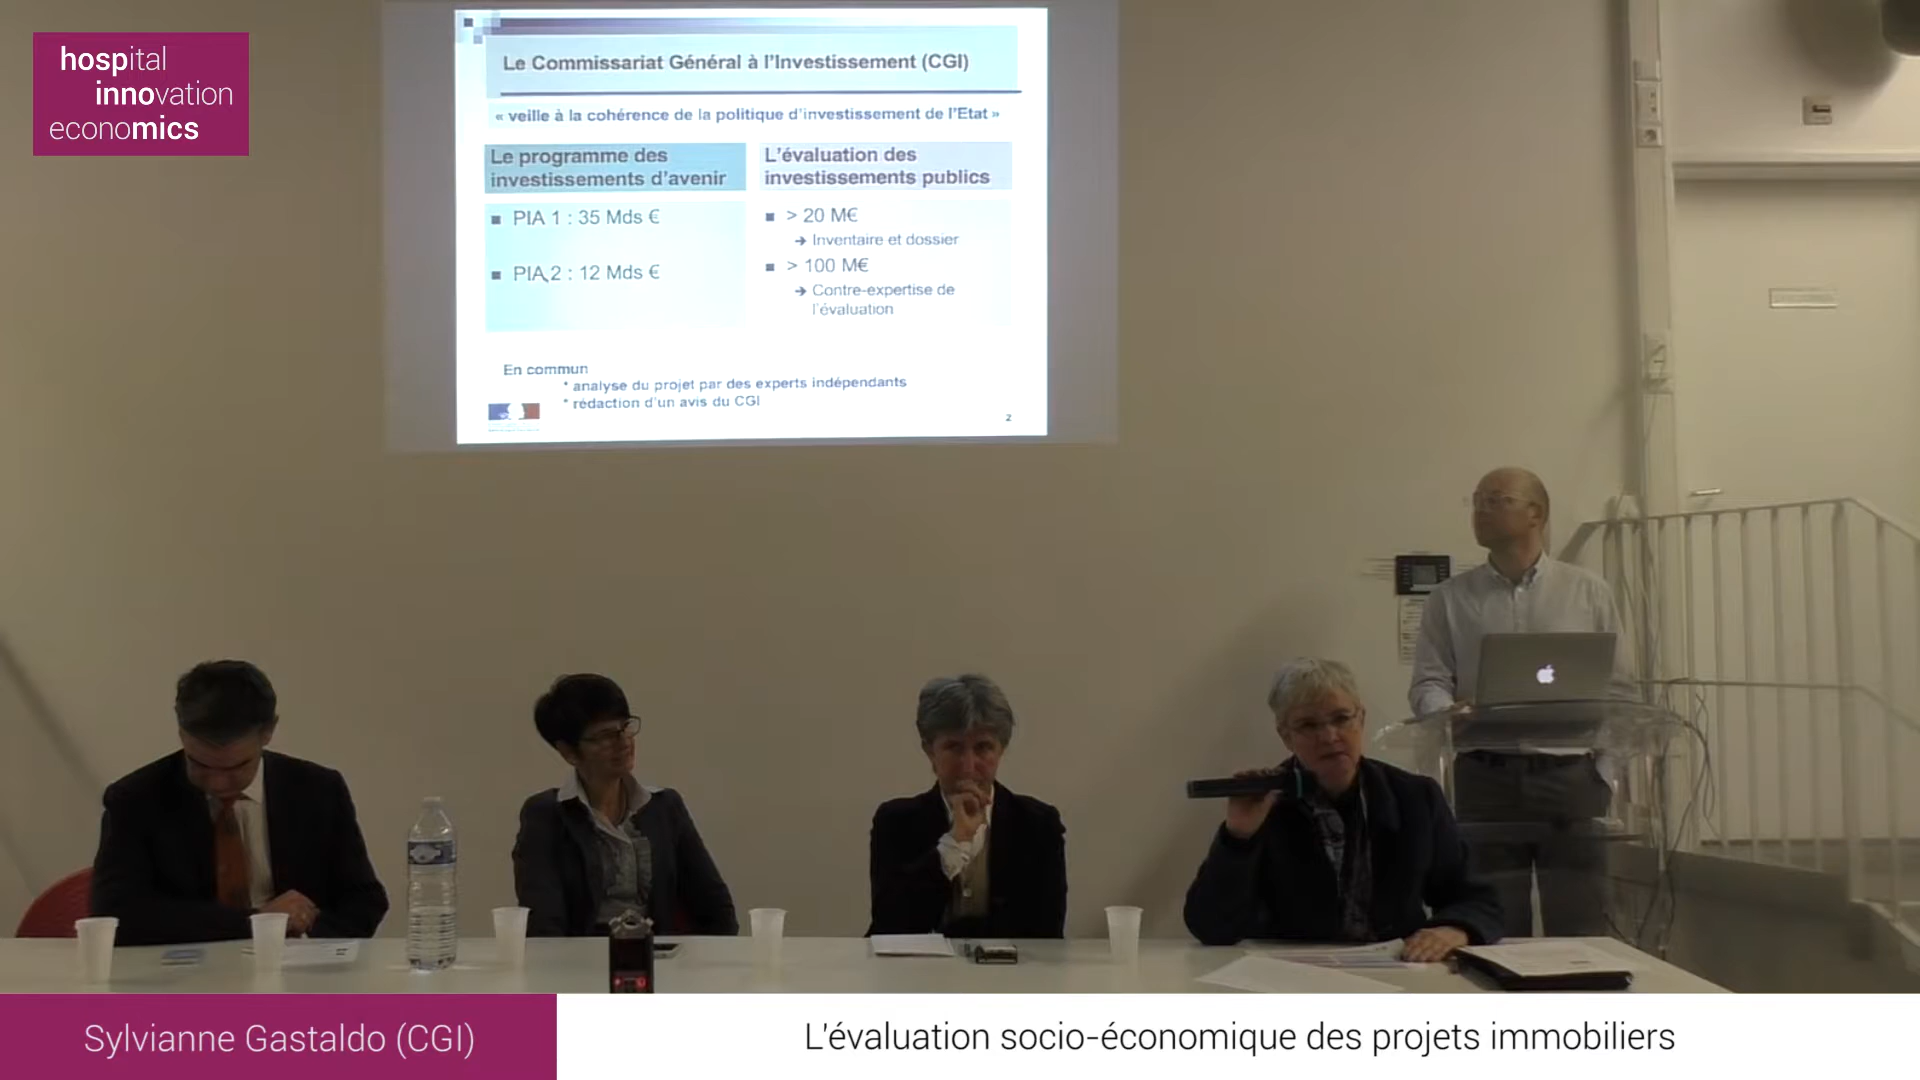 hospital
innovation
economics
Le Commissariat Général à l'Investissement (CGI)
« veille à la cohérence de la politique d'investissement de l'Etat »
Le programme des
investissements d'avenir
PIA 1 : 35 Mds €
PIA 2 : 12 Mds €
L'évaluation des
investissements publics
> 20 M€
➔ Inventaire et dossier
> 100 M€
➔ Contre-expertise de
l'évaluation
En commun
* analyse du projet par des experts indépendants
* rédaction d'un avis du CGI
2
Sylvianne Gastaldo (CGI)
L'évaluation socio-économique des projets immobiliers